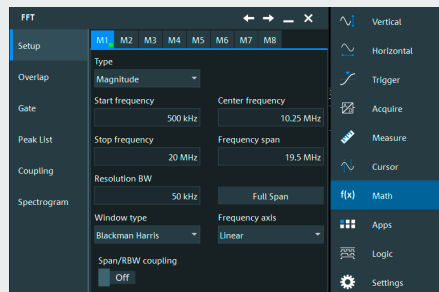 FFT
Setup
Overlap
Gate
Peak List
Coupling
Spectrogram
M1 M2 M3 M4 M5 M6 M7 M8
Type
Magnitude
Start frequency Center frequency
500 kHz 10.25 MHz
Stop frequency Frequency span
20 MHz 19.5 MHz
Resolution BW
50 kHz Full Span
Window type Frequency axis
Blackman Harris Linear
Span/RBW coupling
Off
Vertical
Horizontal
Trigger
Acquire
Measure
Cursor
f(x) Math
Apps
Logic
Settings